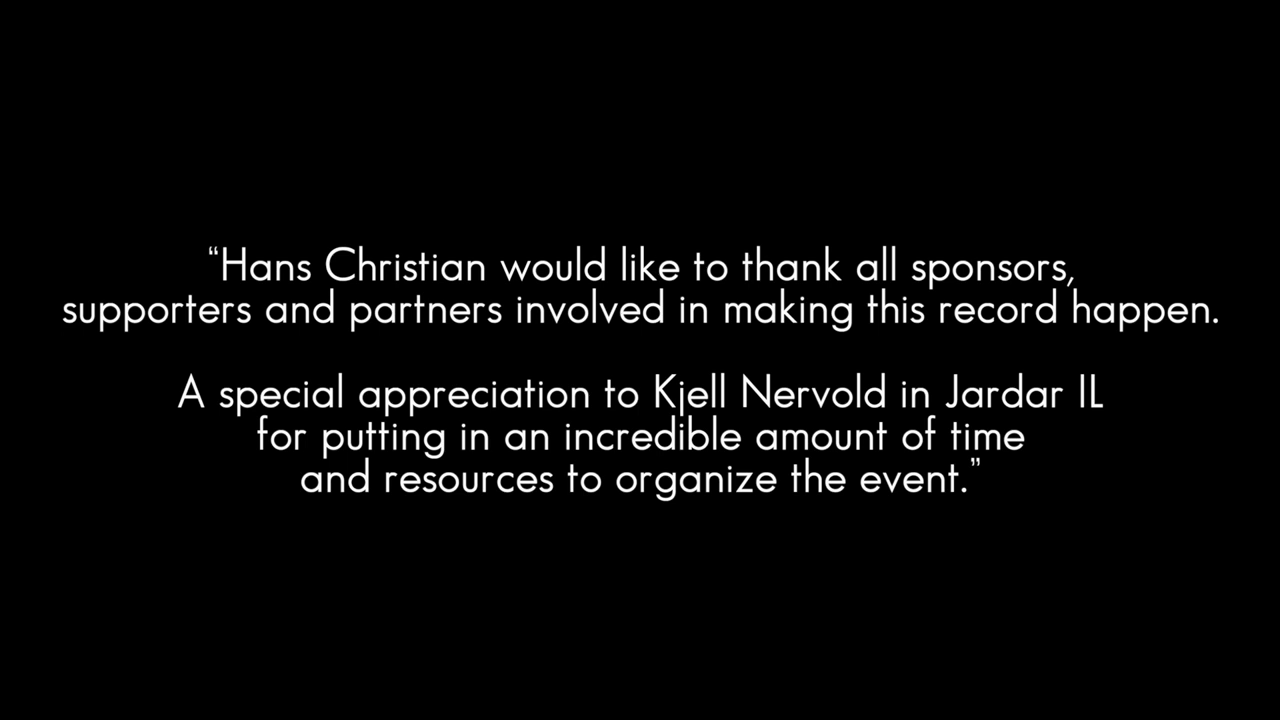 “Hans Christian would like to thank all sponsors,
supporters and partners involved in making this record happen.
A special appreciation to Kjell Nervold in Jardar IL
for putting in an incredible amount of time
and resources to organize the event.”